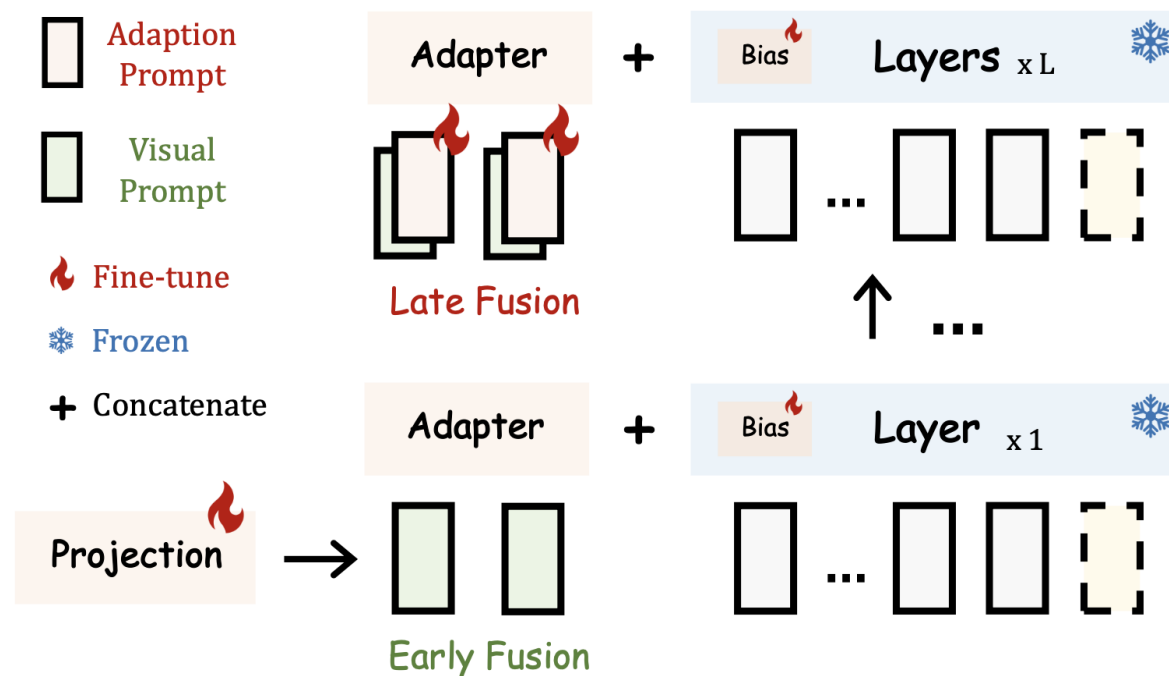 Adaption
Prompt
Visual
Prompt
Fine-tune
Frozen
+ Concatenate
Adapter
+
Bias
Layers x L
...
Late Fusion
...
Adapter
+
Bias
Layer x 1
Projection
...
Early Fusion